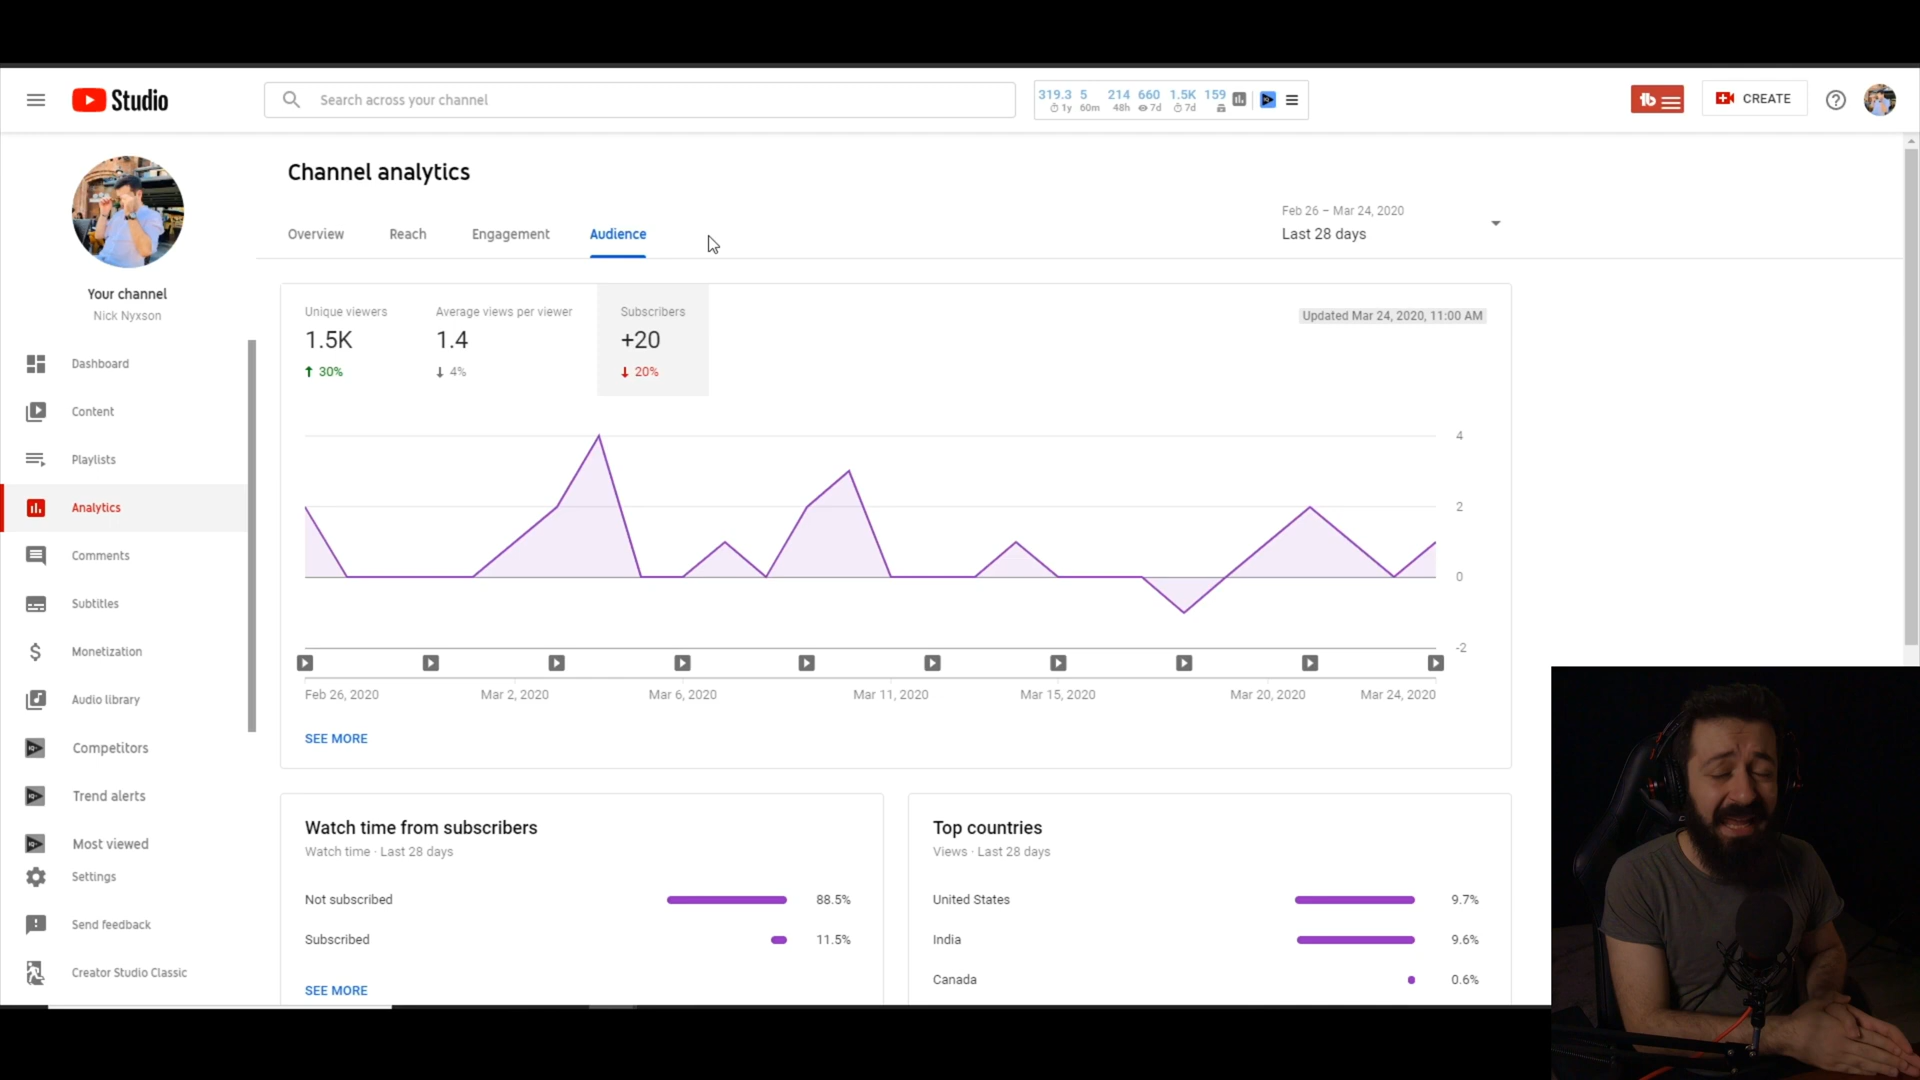 Studio
Search across your channel
319.3 5 214 660 1.5K 159
1y 60m 48h 7d 7d
CREATE
Channel analytics
Overview Reach Engagement Audience
Feb 26 – Mar 24, 2020
Last 28 days
Your channel
Nick Nyxson
Dashboard
Content
Playlists
Analytics
Comments
Subtitles
Monetization
Audio library
Competitors
Trend alerts
Most viewed
Settings
Send feedback
Creator Studio Classic
Unique viewers
1.5K
30%
Average views per viewer
1.4
4%
Subscribers
+20
20%
Updated Mar 24, 2020, 11:00 AM
4
2
0
-2
Feb 26, 2020 Mar 2, 2020 Mar 6, 2020 Mar 11, 2020 Mar 15, 2020 Mar 20, 2020 Mar 24, 2020
SEE MORE
Watch time from subscribers
Watch time · Last 28 days
Not subscribed 88.5%
Subscribed 11.5%
SEE MORE
Top countries
Views · Last 28 days
United States 9.7%
India 9.6%
Canada 0.6%